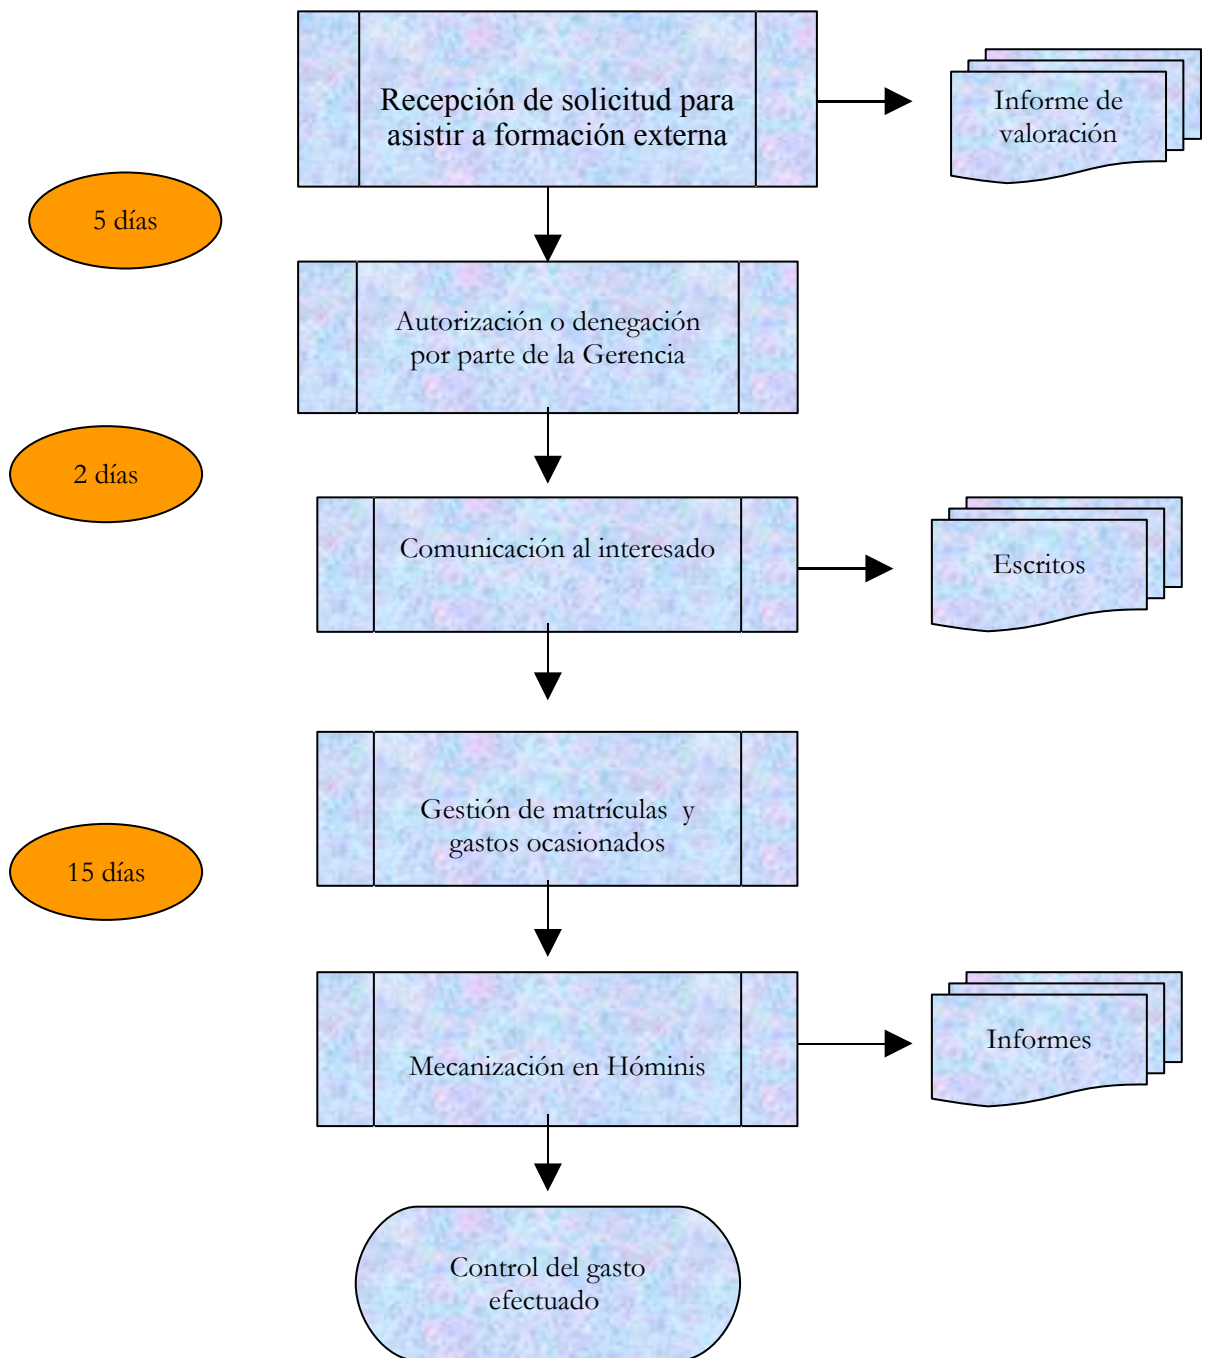 Recepción de solicitud para
asistir a formación externa
Informe de
valoración
5 días
Autorización o denegación
por parte de la Gerencia
2 días
Comunicación al interesado
Escritos
Gestión de matrículas  y
gastos ocasionados
15 días
Mecanización en Hóminis
Informes
Control del gasto
efectuado